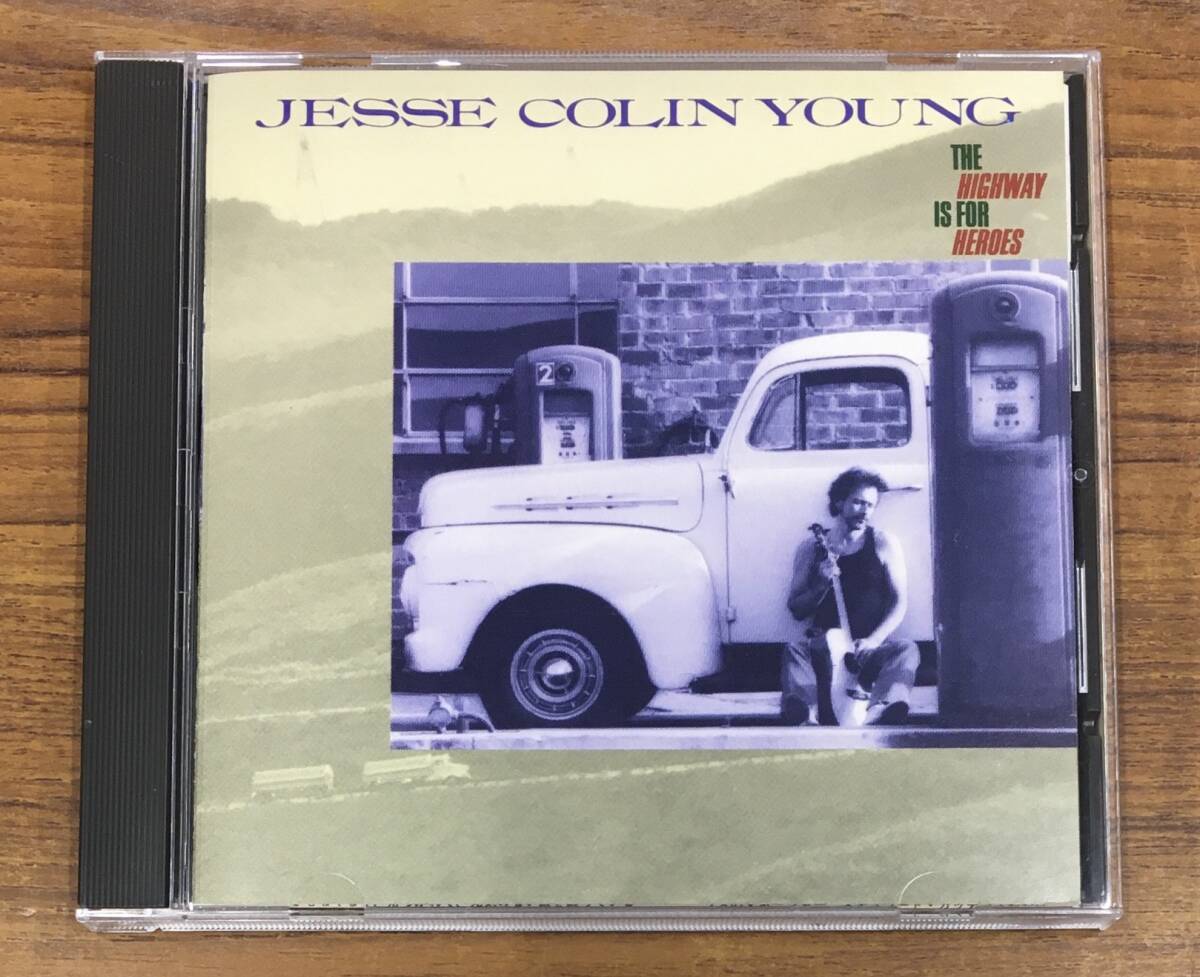 JESSE COLIN YOUNG
THE
HIGHWAY
IS FOR
HEROES
2